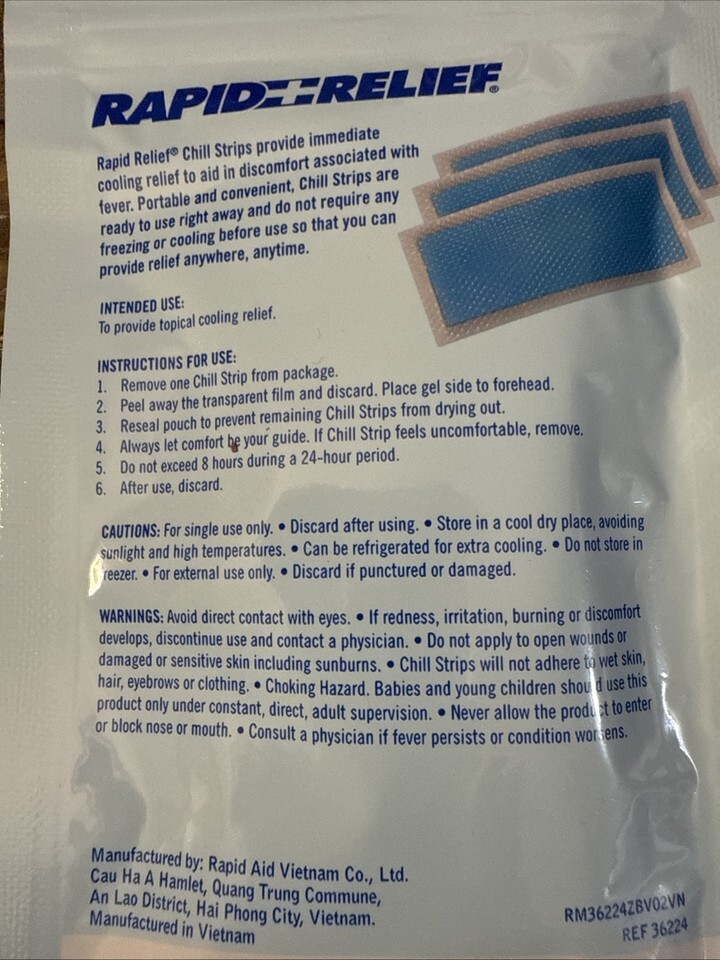 RAPID RELIEF®
Rapid Relief® Chill Strips provide immediate
cooling relief to aid in discomfort associated with
fever. Portable and convenient, Chill Strips are
ready to use right away and do not require any
freezing or cooling before use so that you can
provide relief anywhere, anytime.
INTENDED USE:
To provide topical cooling relief.
INSTRUCTIONS FOR USE:
1. Remove one Chill Strip from package.
2. Peel away the transparent film and discard. Place gel side to forehead.
3. Reseal pouch to prevent remaining Chill Strips from drying out.
4. Always let comfort be your guide. If Chill Strip feels uncomfortable, remove.
5. Do not exceed 8 hours during a 24-hour period.
6. After use, discard.
CAUTIONS: For single use only. • Discard after using. • Store in a cool dry place, avoiding
sunlight and high temperatures. • Can be refrigerated for extra cooling. • Do not store in
freezer. • For external use only. • Discard if punctured or damaged.
WARNINGS: Avoid direct contact with eyes. • If redness, irritation, burning or discomfort
develops, discontinue use and contact a physician. • Do not apply to open wounds or
damaged or sensitive skin including sunburns. • Chill Strips will not adhere to wet skin,
hair, eyebrows or clothing. • Choking Hazard. Babies and young children should use this
product only under constant, direct, adult supervision. • Never allow the product to enter
or block nose or mouth. • Consult a physician if fever persists or condition worsens.
Manufactured by: Rapid Aid Vietnam Co., Ltd.
Cau Ha A Hamlet, Quang Trung Commune,
An Lao District, Hai Phong City, Vietnam.
Manufactured in Vietnam
RM36224ZBV02VN
REF 36224